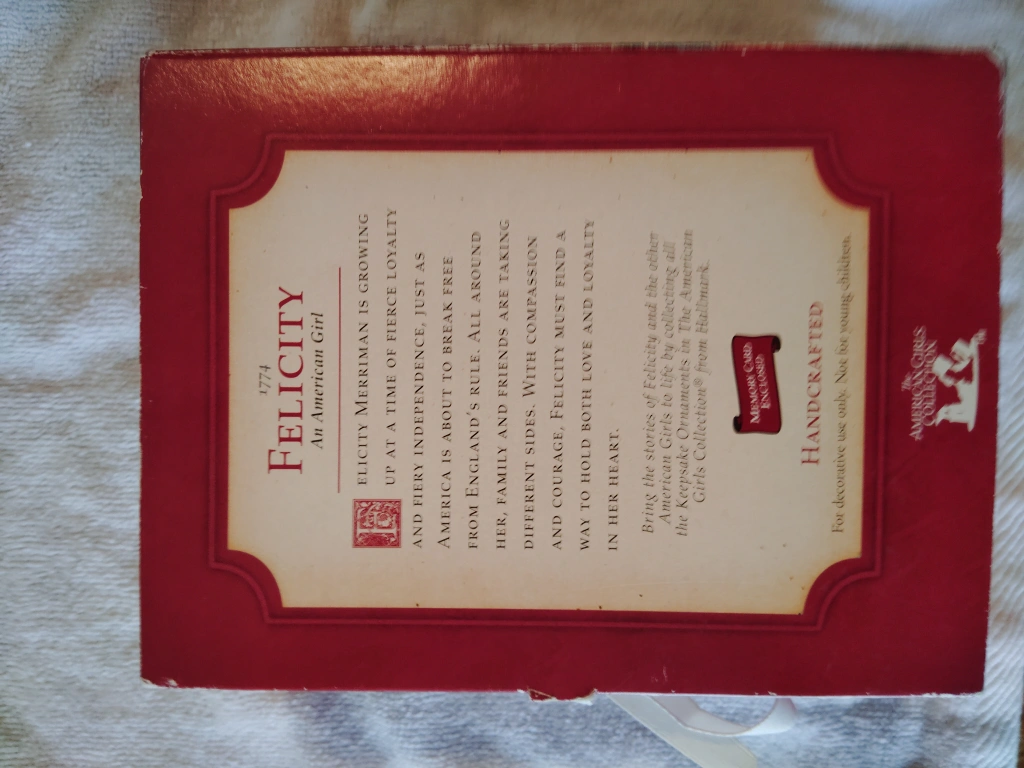 1774
FELICITY
An American Girl
FELICITY MERRIMAN IS GROWING
UP AT A TIME OF FIERCE LOYALTY
AND FIERY INDEPENDENCE, JUST AS
AMERICA IS ABOUT TO BREAK FREE
FROM ENGLAND'S RULE. ALL AROUND
HER, FAMILY AND FRIENDS ARE TAKING
DIFFERENT SIDES. WITH COMPASSION
AND COURAGE, FELICITY MUST FIND A
WAY TO HOLD BOTH LOVE AND LOYALTY
IN HER HEART.
Bring the stories of Felicity and the other
American Girls to life by collecting all
the Keepsake Ornaments in The American
Girls Collection® from Hallmark.
MEMORY CARD
ENCLOSED
HANDCRAFTED
For decorative use only. Not for young children.
The
AMERICAN GIRLS
COLLECTION